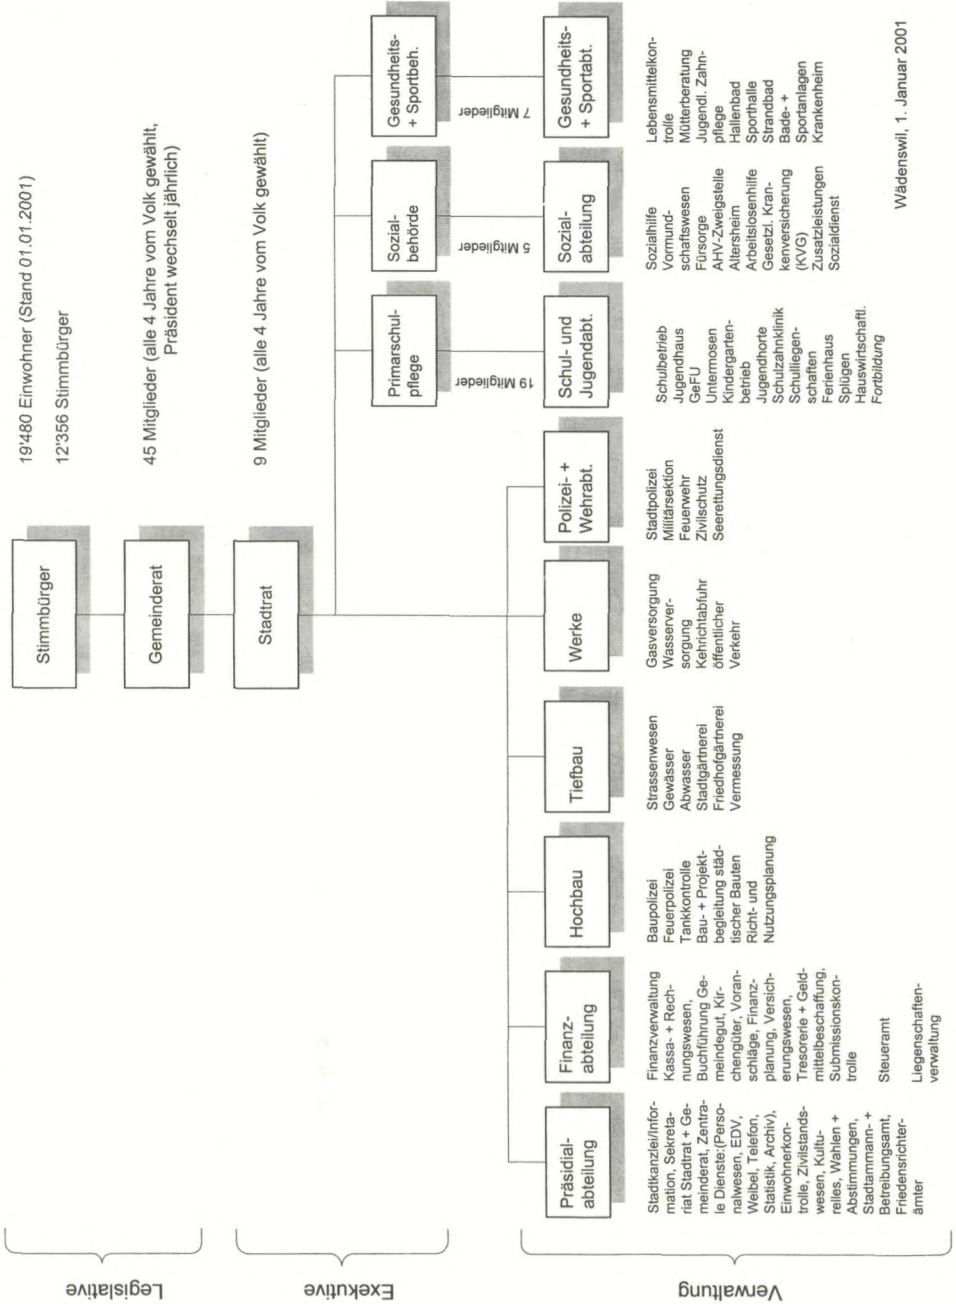 Legislative
Stimmbürger
19'480 Einwohner (Stand 01.01.2001)
12'356 Stimmbürger
Gemeinderat
45 Mitglieder (alle 4 Jahre vom Volk gewählt,
Präsident wechselt jährlich)
Exekutive
Stadtrat
9 Mitglieder (alle 4 Jahre vom Volk gewählt)
Primarschul-
pflege
Sozial-
behörde
Gesundheits-
+ Sportbeh.
19 Mitglieder
5 Mitglieder
7 Mitglieder
Verwaltung
Präsidial-
abteilung
Stadtkanzlei/Infor-
mation, Sekreta-
riat Stadtrat + Ge-
meinderat, Zentra-
le Dienste:(Perso-
nalwesen, EDV,
Weibel, Telefon,
Statistik, Archiv),
Einwohnerkon-
trolle, Zivilstands-
wesen, Kultu-
relles, Wahlen +
Abstimmungen,
Stadtammann- +
Betreibungsamt,
Friedensrichter-
ämter
Finanz-
abteilung
Finanzverwaltung
Kassa- + Rech-
nungswesen,
Buchführung Ge-
meindegut, Kir-
chengüter, Voran-
schläge, Finanz-
planung, Versich-
erungswesen,
Tresorerie + Geld-
mittelbeschaffung,
Submissionskon-
trolle
Steueramt
Liegenschaften-
verwaltung
Hochbau
Baupolizei
Feuerpolizei
Tankkontrolle
Bau- + Projekt-
begleitung städ-
tischer Bauten
Richt- und
Nutzungsplanung
Tiefbau
Strassenwesen
Gewässer
Abwasser
Stadtgärtnerei
Friedhofgärtnerei
Vermessung
Werke
Gasversorgung
Wasserver-
sorgung
Kehrichtabfuhr
öffentlicher
Verkehr
Polizei- +
Wehrabt.
Stadtpolizei
Militärsektion
Feuerwehr
Zivilschutz
Seerettungsdienst
Schul- und
Jugendabt.
Schulbetrieb
Jugendhaus
GeFU
Untermosen
Kindergarten-
betrieb
Jugendhorte
Schulzahnklinik
Schulliegen-
schaften
Ferienhaus
Splügen
Hauswirtschaftl.
Fortbildung
Sozial-
abteilung
Sozialhilfe
Vormund-
schaftswesen
Fürsorge
AHV-Zweigstelle
Altersheim
Arbeitslosenhilfe
Gesetzl. Kran-
kenversicherung
(KVG)
Zusatzleistungen
Sozialdienst
Gesundheits-
+ Sportabt.
Lebensmittelkon-
trolle
Mütterberatung
Jugendl. Zahn-
pflege
Hallenbad
Sporthalle
Strandbad
Bade- +
Sportanlagen
Krankenheim
Wädenswil, 1. Januar 2001